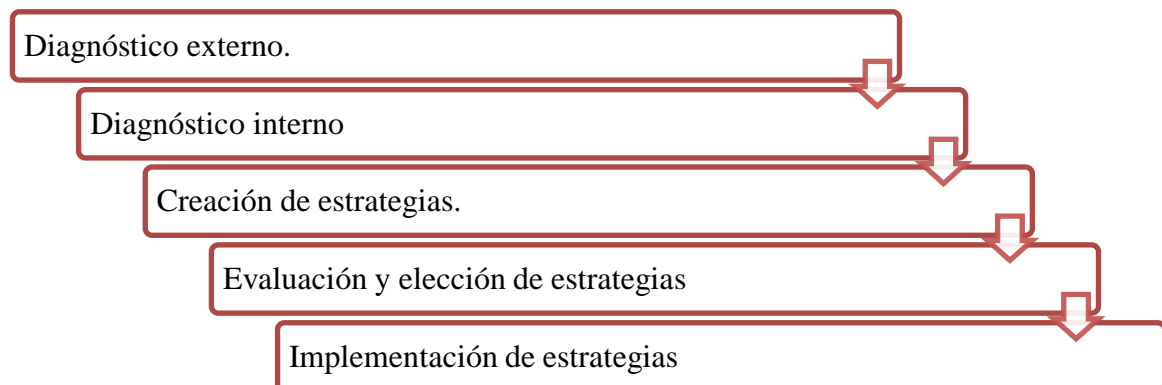 Diagnóstico externo.
Diagnóstico interno
Creación de estrategias.
Evaluación y elección de estrategias
Implementación de estrategias